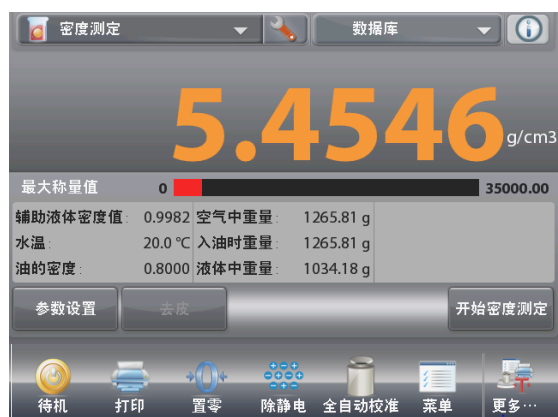 密度测定 数据库
5.4546 g/cm3
最大称量值 0 35000.00
辅助液体密度值: 0.9982 空气中重量: 1265.81 g
水温: 20.0 ℃ 入油时重量: 1265.81 g
油的密度: 0.8000 液体中重量: 1034.18 g
参数设置 去皮 开始密度测定
待机 打印 置零 除静电 全自动校准 菜单 更多…